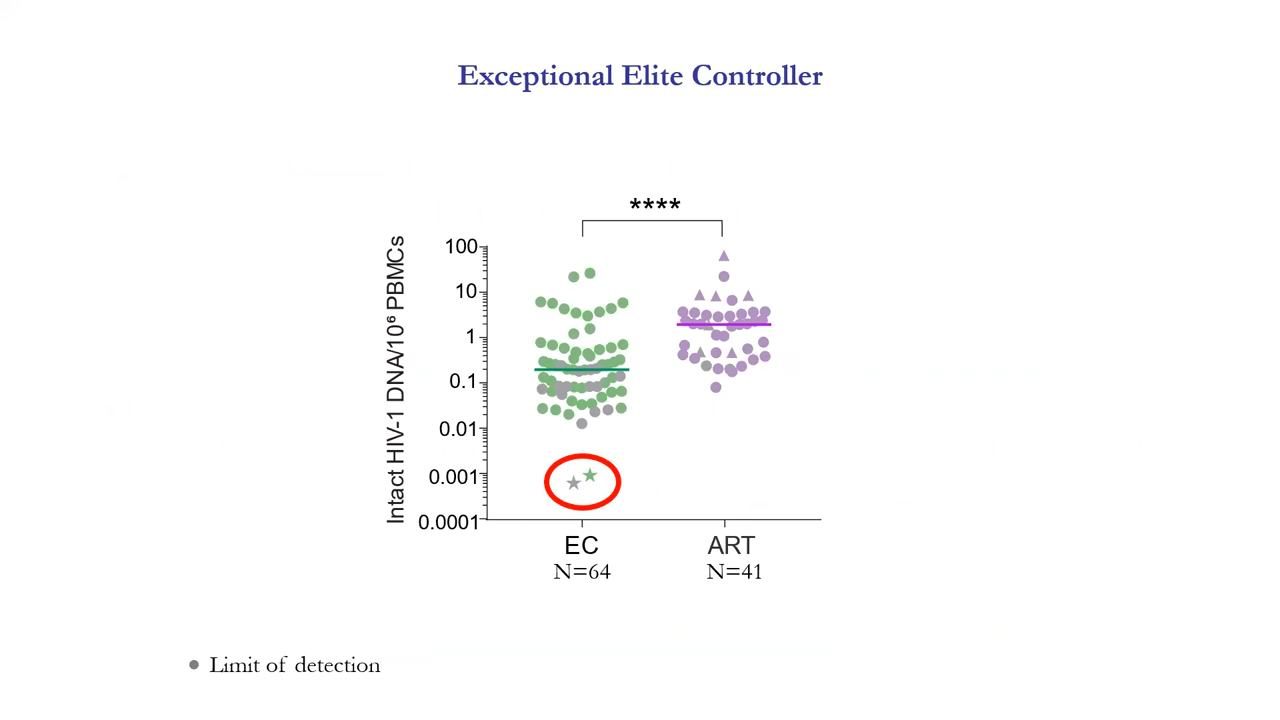 Exceptional Elite Controller
****
Intact HIV-1 DNA/10⁶ PBMCs
100
10
1
0.1
0.01
0.001
0.0001
EC
ART
N=64
N=41
Limit of detection